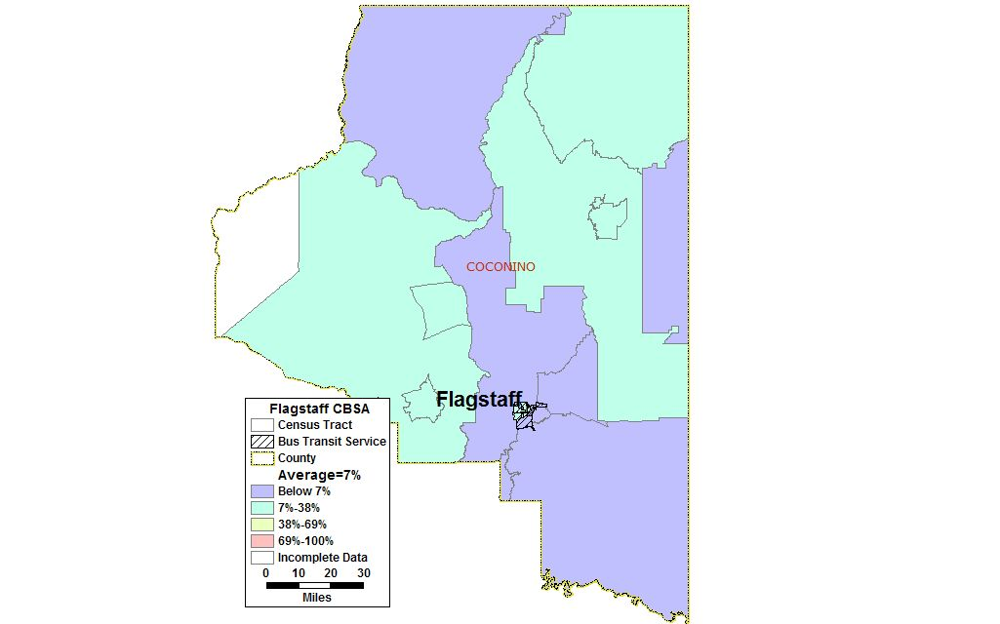 COCONINO
Flagstaff
Flagstaff CBSA
Census Tract
Bus Transit Service
County
Average=7%
Below 7%
7%-38%
38%-69%
69%-100%
Incomplete Data
0 10 20 30
Miles